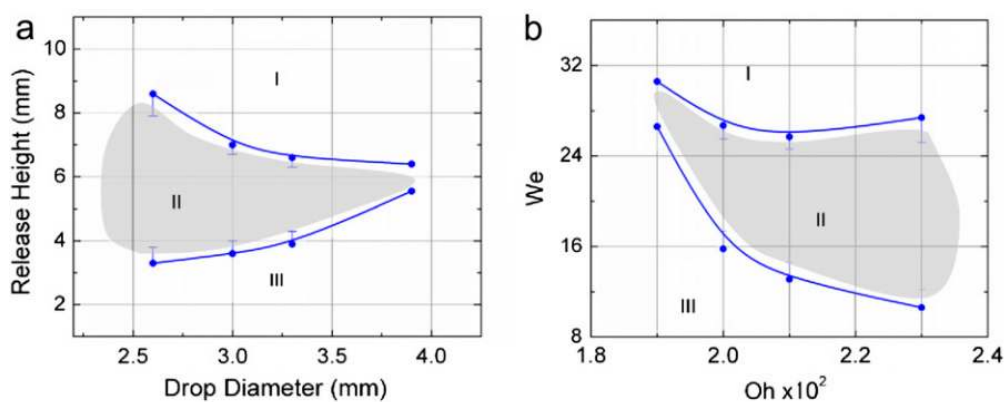 a
10
8
6
4
2
I
II
III
2.5 3.0 3.5 4.0
Release Height (mm)
Drop Diameter (mm)
b
32
24
16
8
I
II
III
1.8 2.0 2.2 2.4
We
Oh x10²